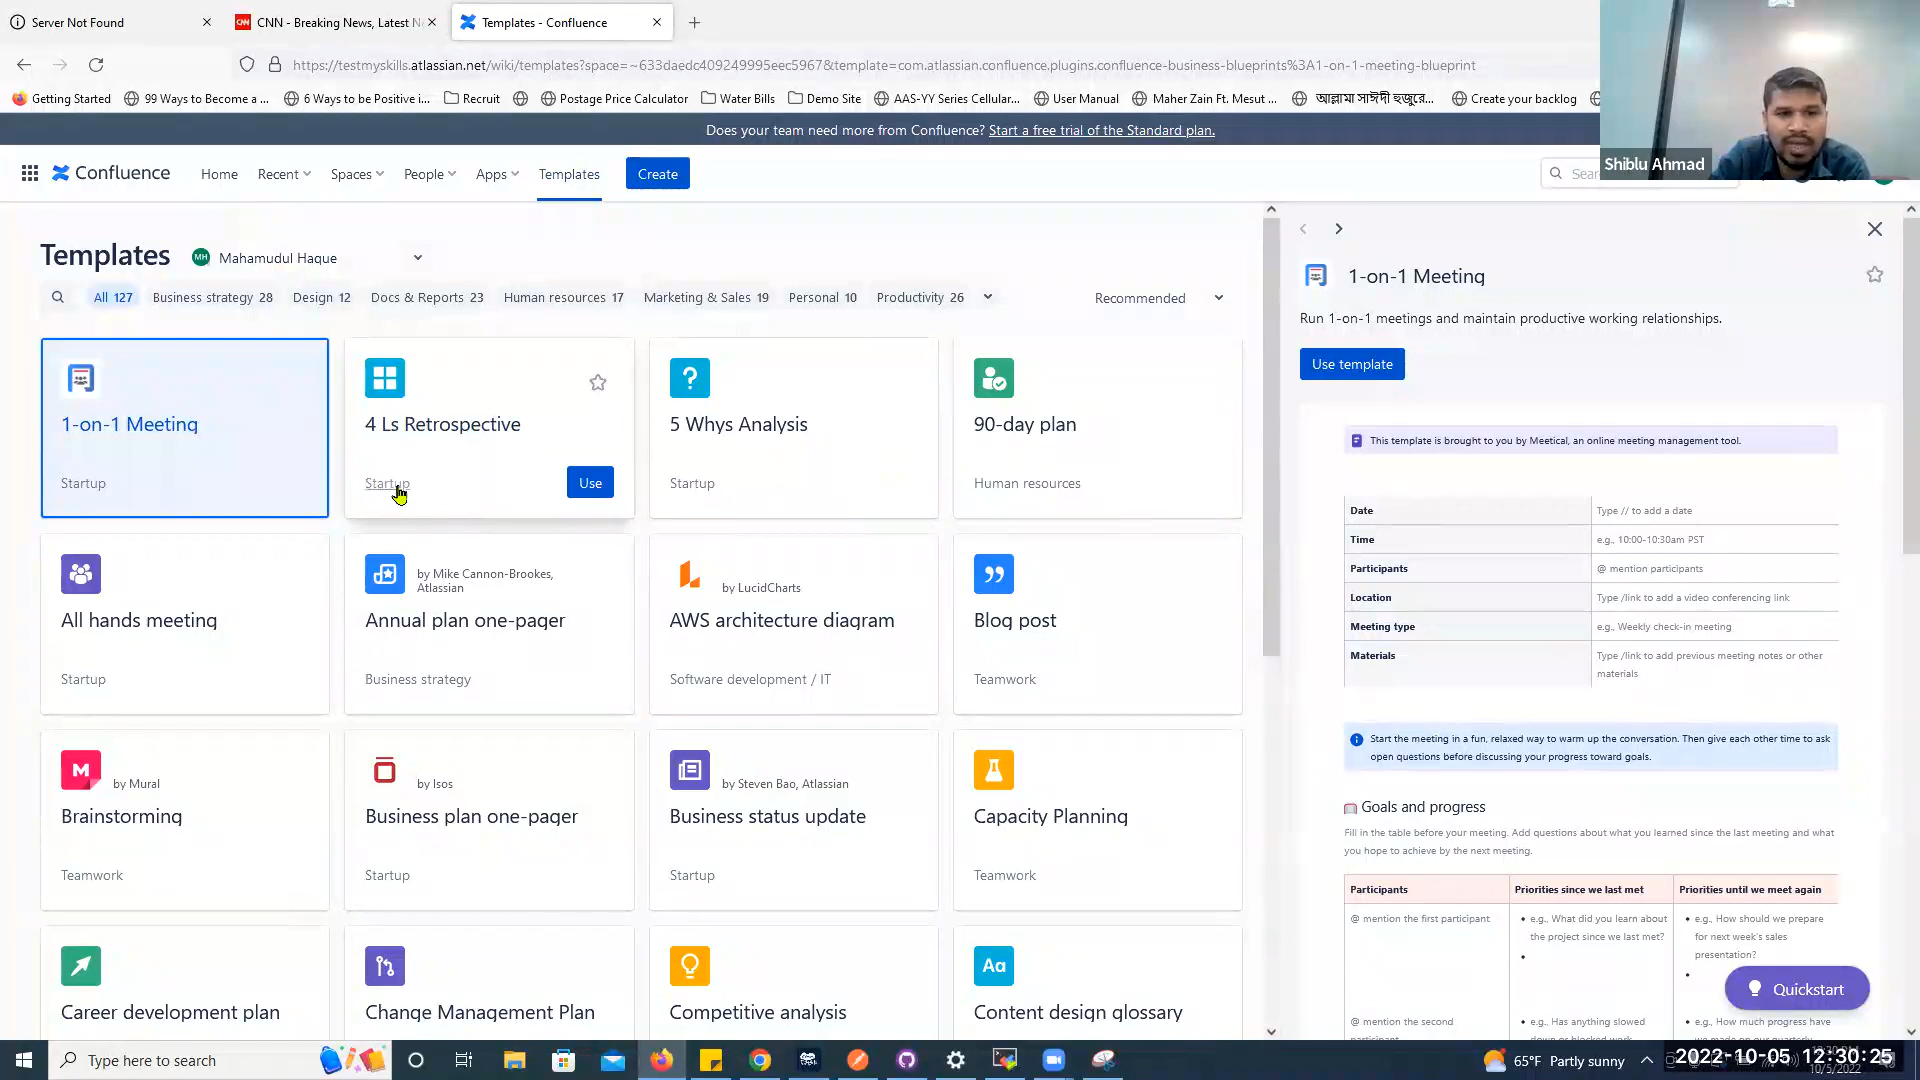 Server Not Found
CNN - Breaking News, Latest N
Templates - Confluence
https://testmyskills.atlassian.net/wiki/templates?space=~633daedc409249995eec5967&template=com.atlassian.confluence.plugins.confluence-business-blueprints%3A1-on-1-meeting-blueprint
Getting Started
99 Ways to Become a ...
6 Ways to be Positive i...
Recruit
Postage Price Calculator
Water Bills
Demo Site
AAS-YY Series Cellular...
User Manual
Maher Zain Ft. Mesut ...
আল্লামা সাঈদী হুজুরে...
Create your backlog
Does your team need more from Confluence? Start a free trial of the Standard plan.
Shiblu Ahmad
Confluence
Home
Recent
Spaces
People
Apps
Templates
Create
Sear
Templates
MH Mahamudul Haque
All 127
Business strategy 28
Design 12
Docs & Reports 23
Human resources 17
Marketing & Sales 19
Personal 10
Productivity 26
Recommended
1-on-1 Meeting
Startup
4 Ls Retrospective
Startup
Use
5 Whys Analysis
Startup
90-day plan
Human resources
All hands meeting
Startup
by Mike Cannon-Brookes,
Atlassian
Annual plan one-pager
Business strategy
by LucidCharts
AWS architecture diagram
Software development / IT
Blog post
Teamwork
M by Mural
Brainstorming
Teamwork
by Isos
Business plan one-pager
Startup
by Steven Bao, Atlassian
Business status update
Startup
Capacity Planning
Teamwork
Career development plan
Change Management Plan
Competitive analysis
Aa
Content design glossary
1-on-1 Meeting
Run 1-on-1 meetings and maintain productive working relationships.
Use template
This template is brought to you by Meetical, an online meeting management tool.
Date Type // to add a date
Time e.g., 10:00-10:30am PST
Participants @ mention participants
Location Type /link to add a video conferencing link
Meeting type e.g., Weekly check-in meeting
Materials Type /link to add previous meeting notes or other
materials
Start the meeting in a fun, relaxed way to warm up the conversation. Then give each other time to ask
open questions before discussing your progress toward goals.
Goals and progress
Fill in the table before your meeting. Add questions about what you learned since the last meeting and what
you hope to achieve by the next meeting.
Participants Priorities since we last met Priorities until we meet again
@ mention the first participant
• e.g., What did you learn about
the project since we last met?
• e.g., How should we prepare
for next week's sales
presentation?
@ mention the second
participant
• e.g., Has anything slowed
down or blocked work
• e.g., How much progress have
we made on our quarterly
Quickstart
Type here to search
65°F Partly sunny
2022-10-05 12:30:25
10/5/2022